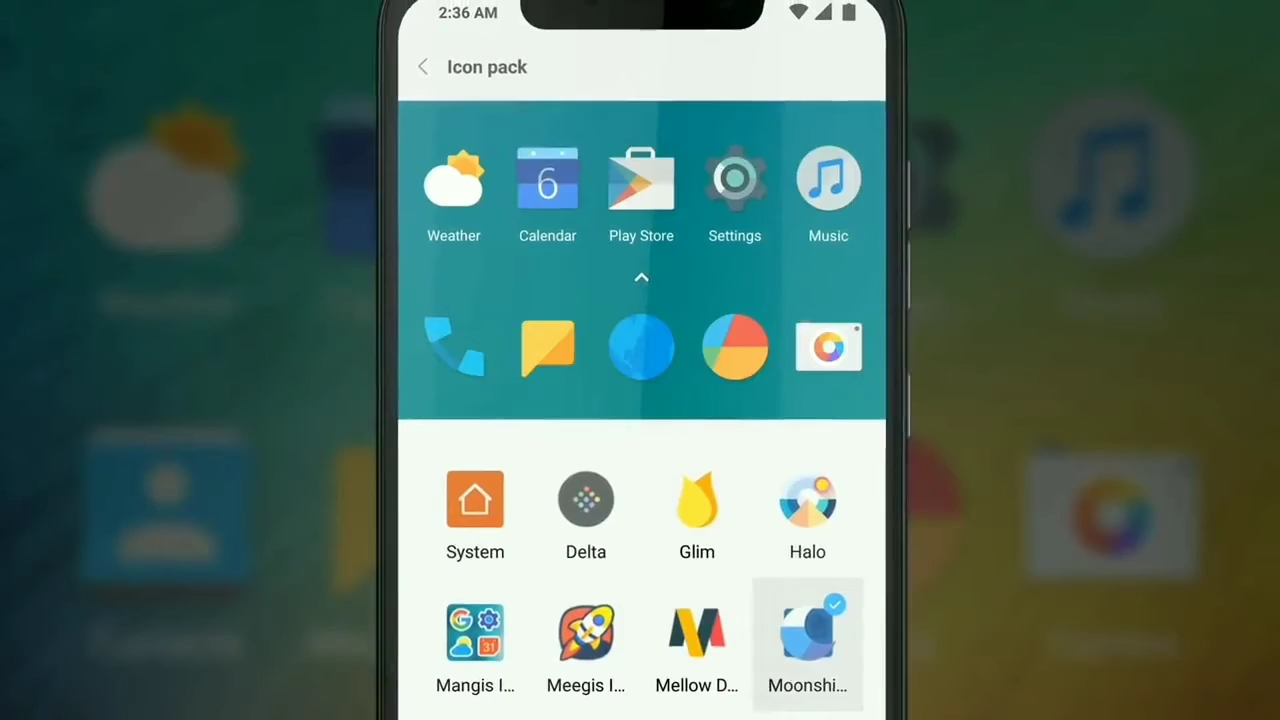 2:36 AM
Icon pack
6
Weather Calendar Play Store Settings Music
System Delta Glim Halo
G
31
Mangis I... Meegis I... Mellow D... Moonshi...